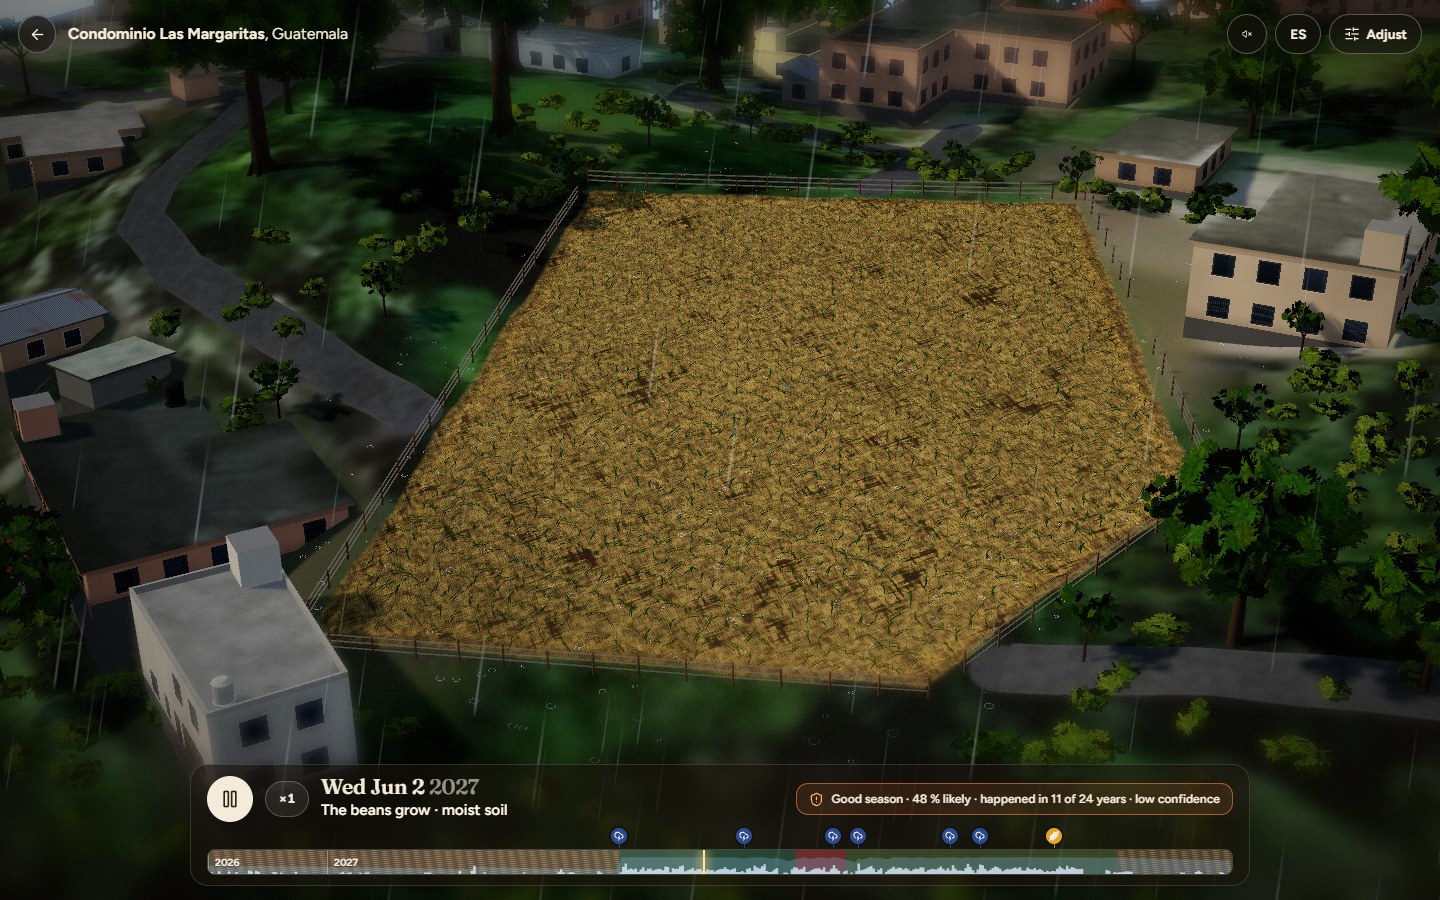 Condominio Las Margaritas, Guatemala
ES
Adjust
×1
Wed Jun 2 2027
The beans grow · moist soil
Good season · 48 % likely · happened in 11 of 24 years · low confidence
2026
2027